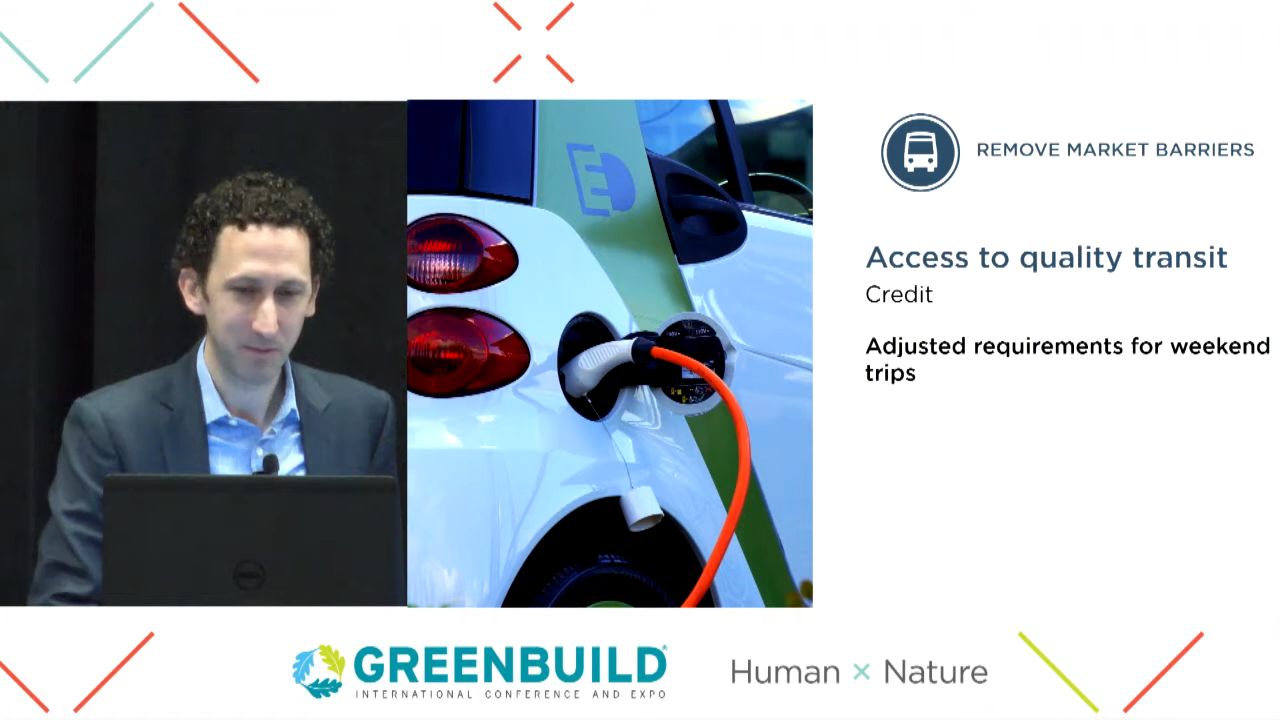 REMOVE MARKET BARRIERS
Access to quality transit
Credit
Adjusted requirements for weekend
trips
GREENBUILD
INTERNATIONAL CONFERENCE AND EXPO
Human × Nature